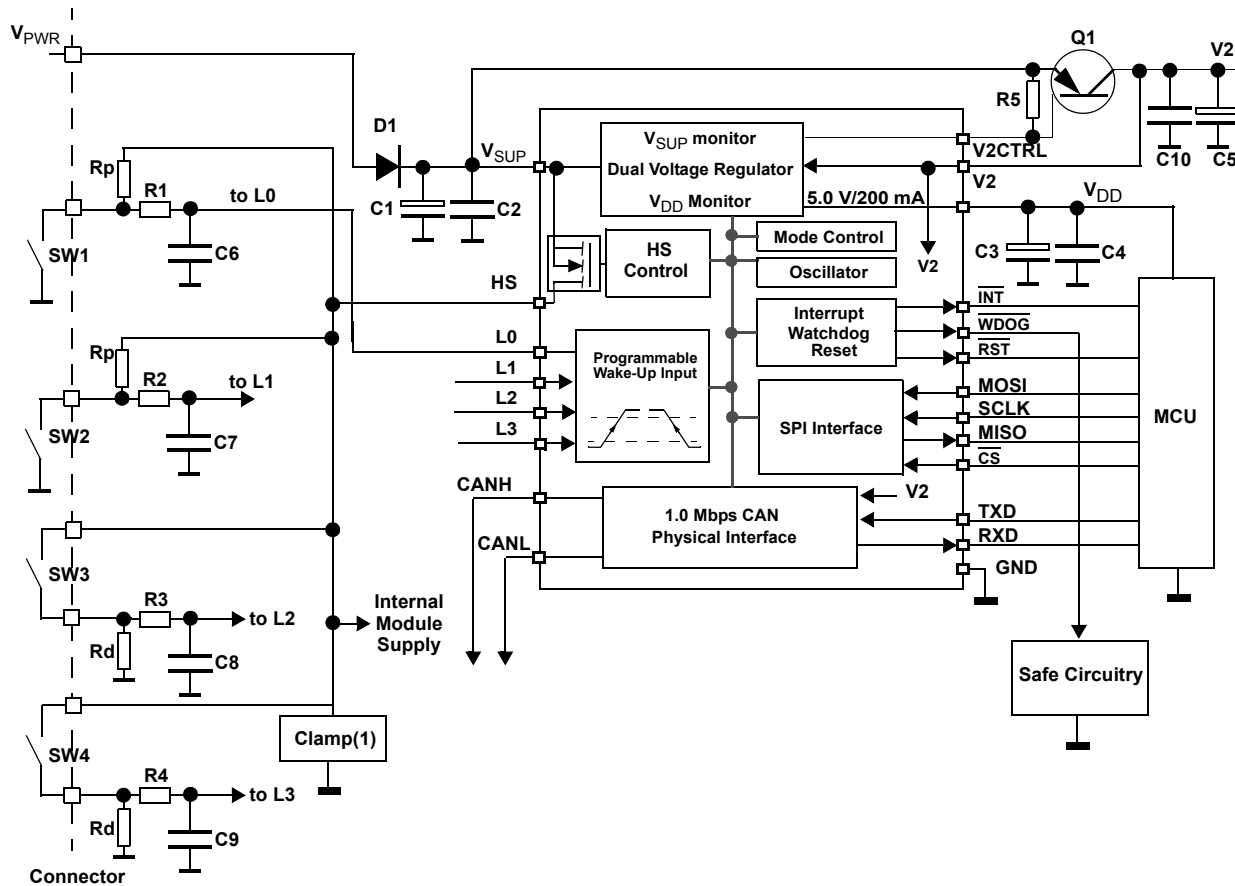 VPWR
Q1
V2
R5
D1
VSUP
VSUP monitor
Dual Voltage Regulator
VDD Monitor
V2CTRL
V2
5.0 V/200 mA
VDD
C10
C5
Rp
R1
to L0
C1
C2
SW1
C6
HS
HS
Control
Mode Control
Oscillator
V2
C3
C4
Interrupt
Watchdog
Reset
INT
WDOG
RST
Rp
R2
to L1
SW2
C7
L0
L1
L2
L3
Programmable
Wake-Up Input
SPI Interface
MOSI
SCLK
MISO
CS
MCU
CANH
CANL
1.0 Mbps CAN
Physical Interface
V2
TXD
RXD
GND
SW3
R3
to L2
Rd
C8
Internal
Module
Supply
Safe Circuitry
SW4
Clamp(1)
R4
to L3
Rd
C9
Connector